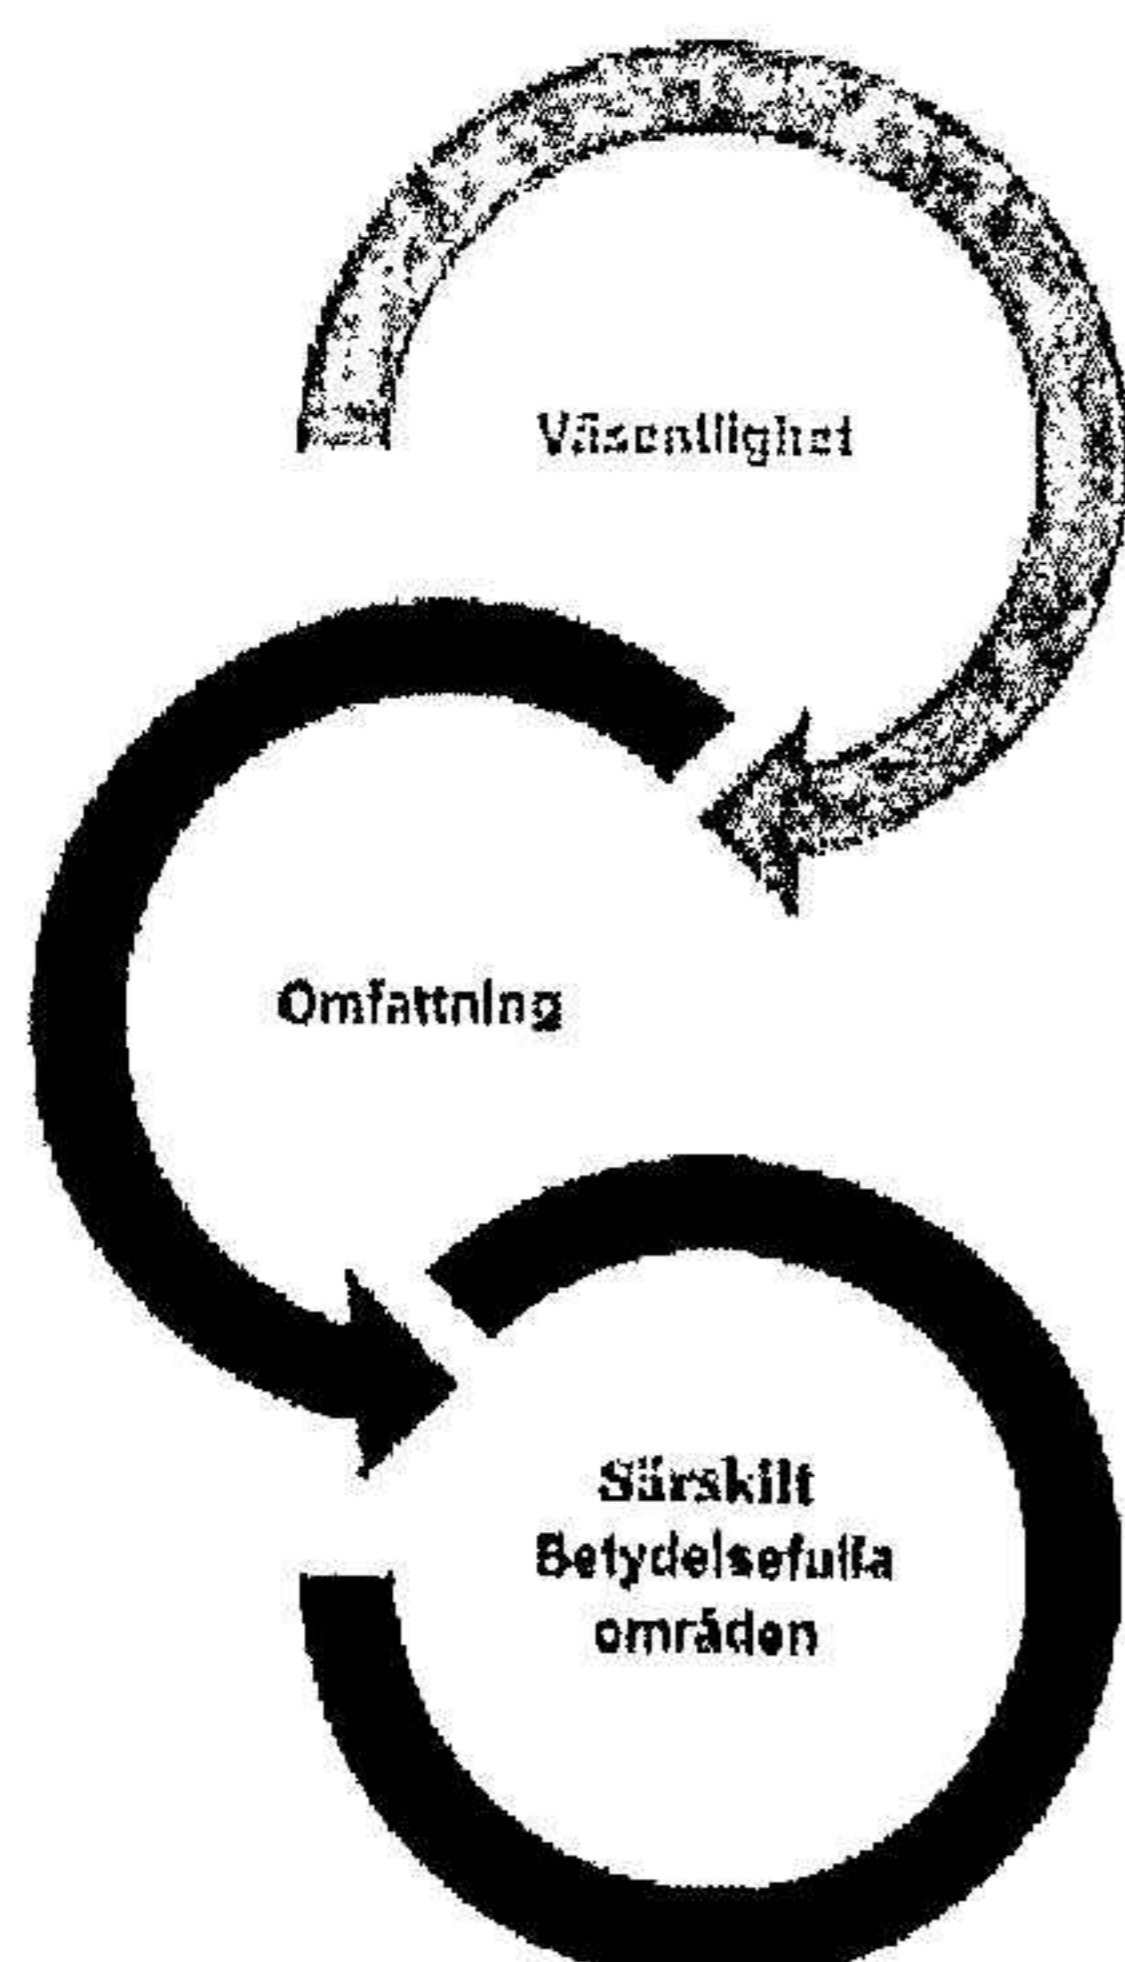 Väsentlighet
Omfattning
Särskilt
Betydelsefulla
områden